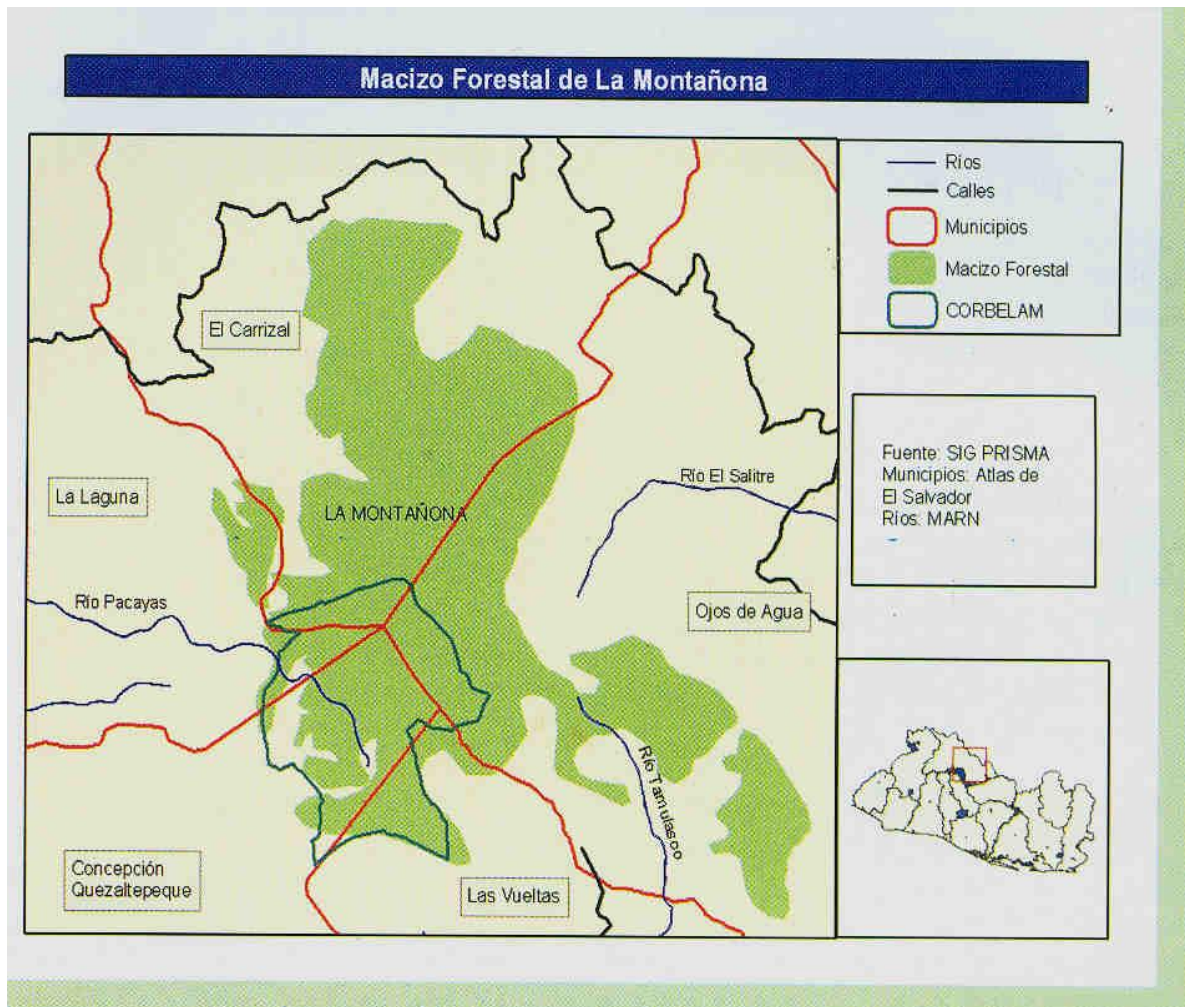 Macizo Forestal de La Montañona
Ríos
Calles
Municipios
Macizo Forestal
CORBELAM
El Carrizal
La Laguna
LA MONTAÑONA
Río El Salitre
Río Pacayas
Ojos de Agua
Río Tamulasco
Concepción
Quezaltepeque
Las Vueltas
Fuente: SIG PRISMA
Municipios: Atlas de
El Salvador
Ríos: MARN